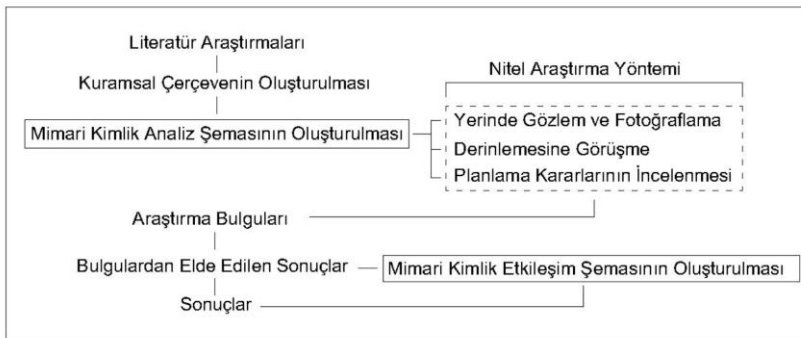 Literatür Araştırmaları
Kuramsal Çerçevenin Oluşturulması
Mimari Kimlik Analiz Şemasının Oluşturulması
Nitel Araştırma Yöntemi
Yerinde Gözlem ve Fotoğraflama
Derinlemesine Görüşme
Planlama Kararlarının İncelenmesi
Araştırma Bulguları
Bulgulardan Elde Edilen Sonuçlar
Mimari Kimlik Etkileşim Şemasının Oluşturulması
Sonuçlar